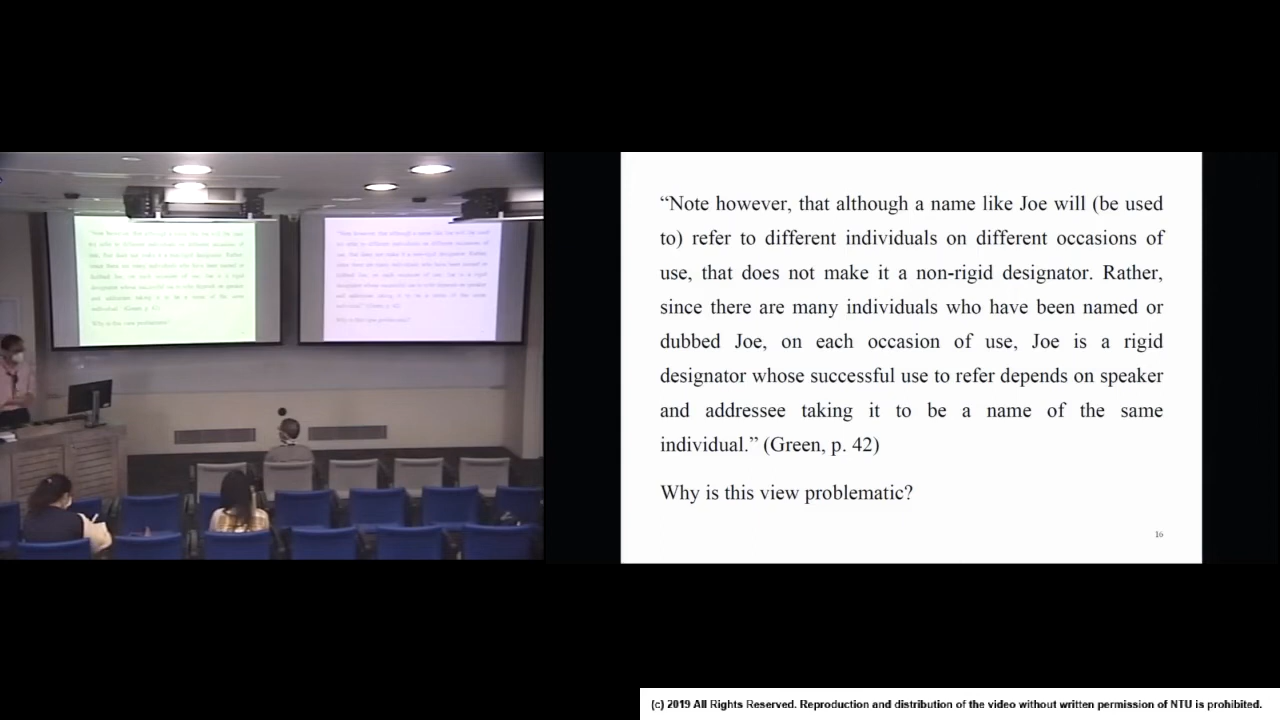 “Note however, that although a name like Joe will (be used
to) refer to different individuals on different occasions of
use, that does not make it a non-rigid designator. Rather,
since there are many individuals who have been named or
dubbed Joe, on each occasion of use, Joe is a rigid
designator whose successful use to refer depends on speaker
and addressee taking it to be a name of the same
individual.” (Green, p. 42)
Why is this view problematic?
16
(c) 2019 All Rights Reserved. Reproduction and distribution of the video without written permission of NTU is prohibited.